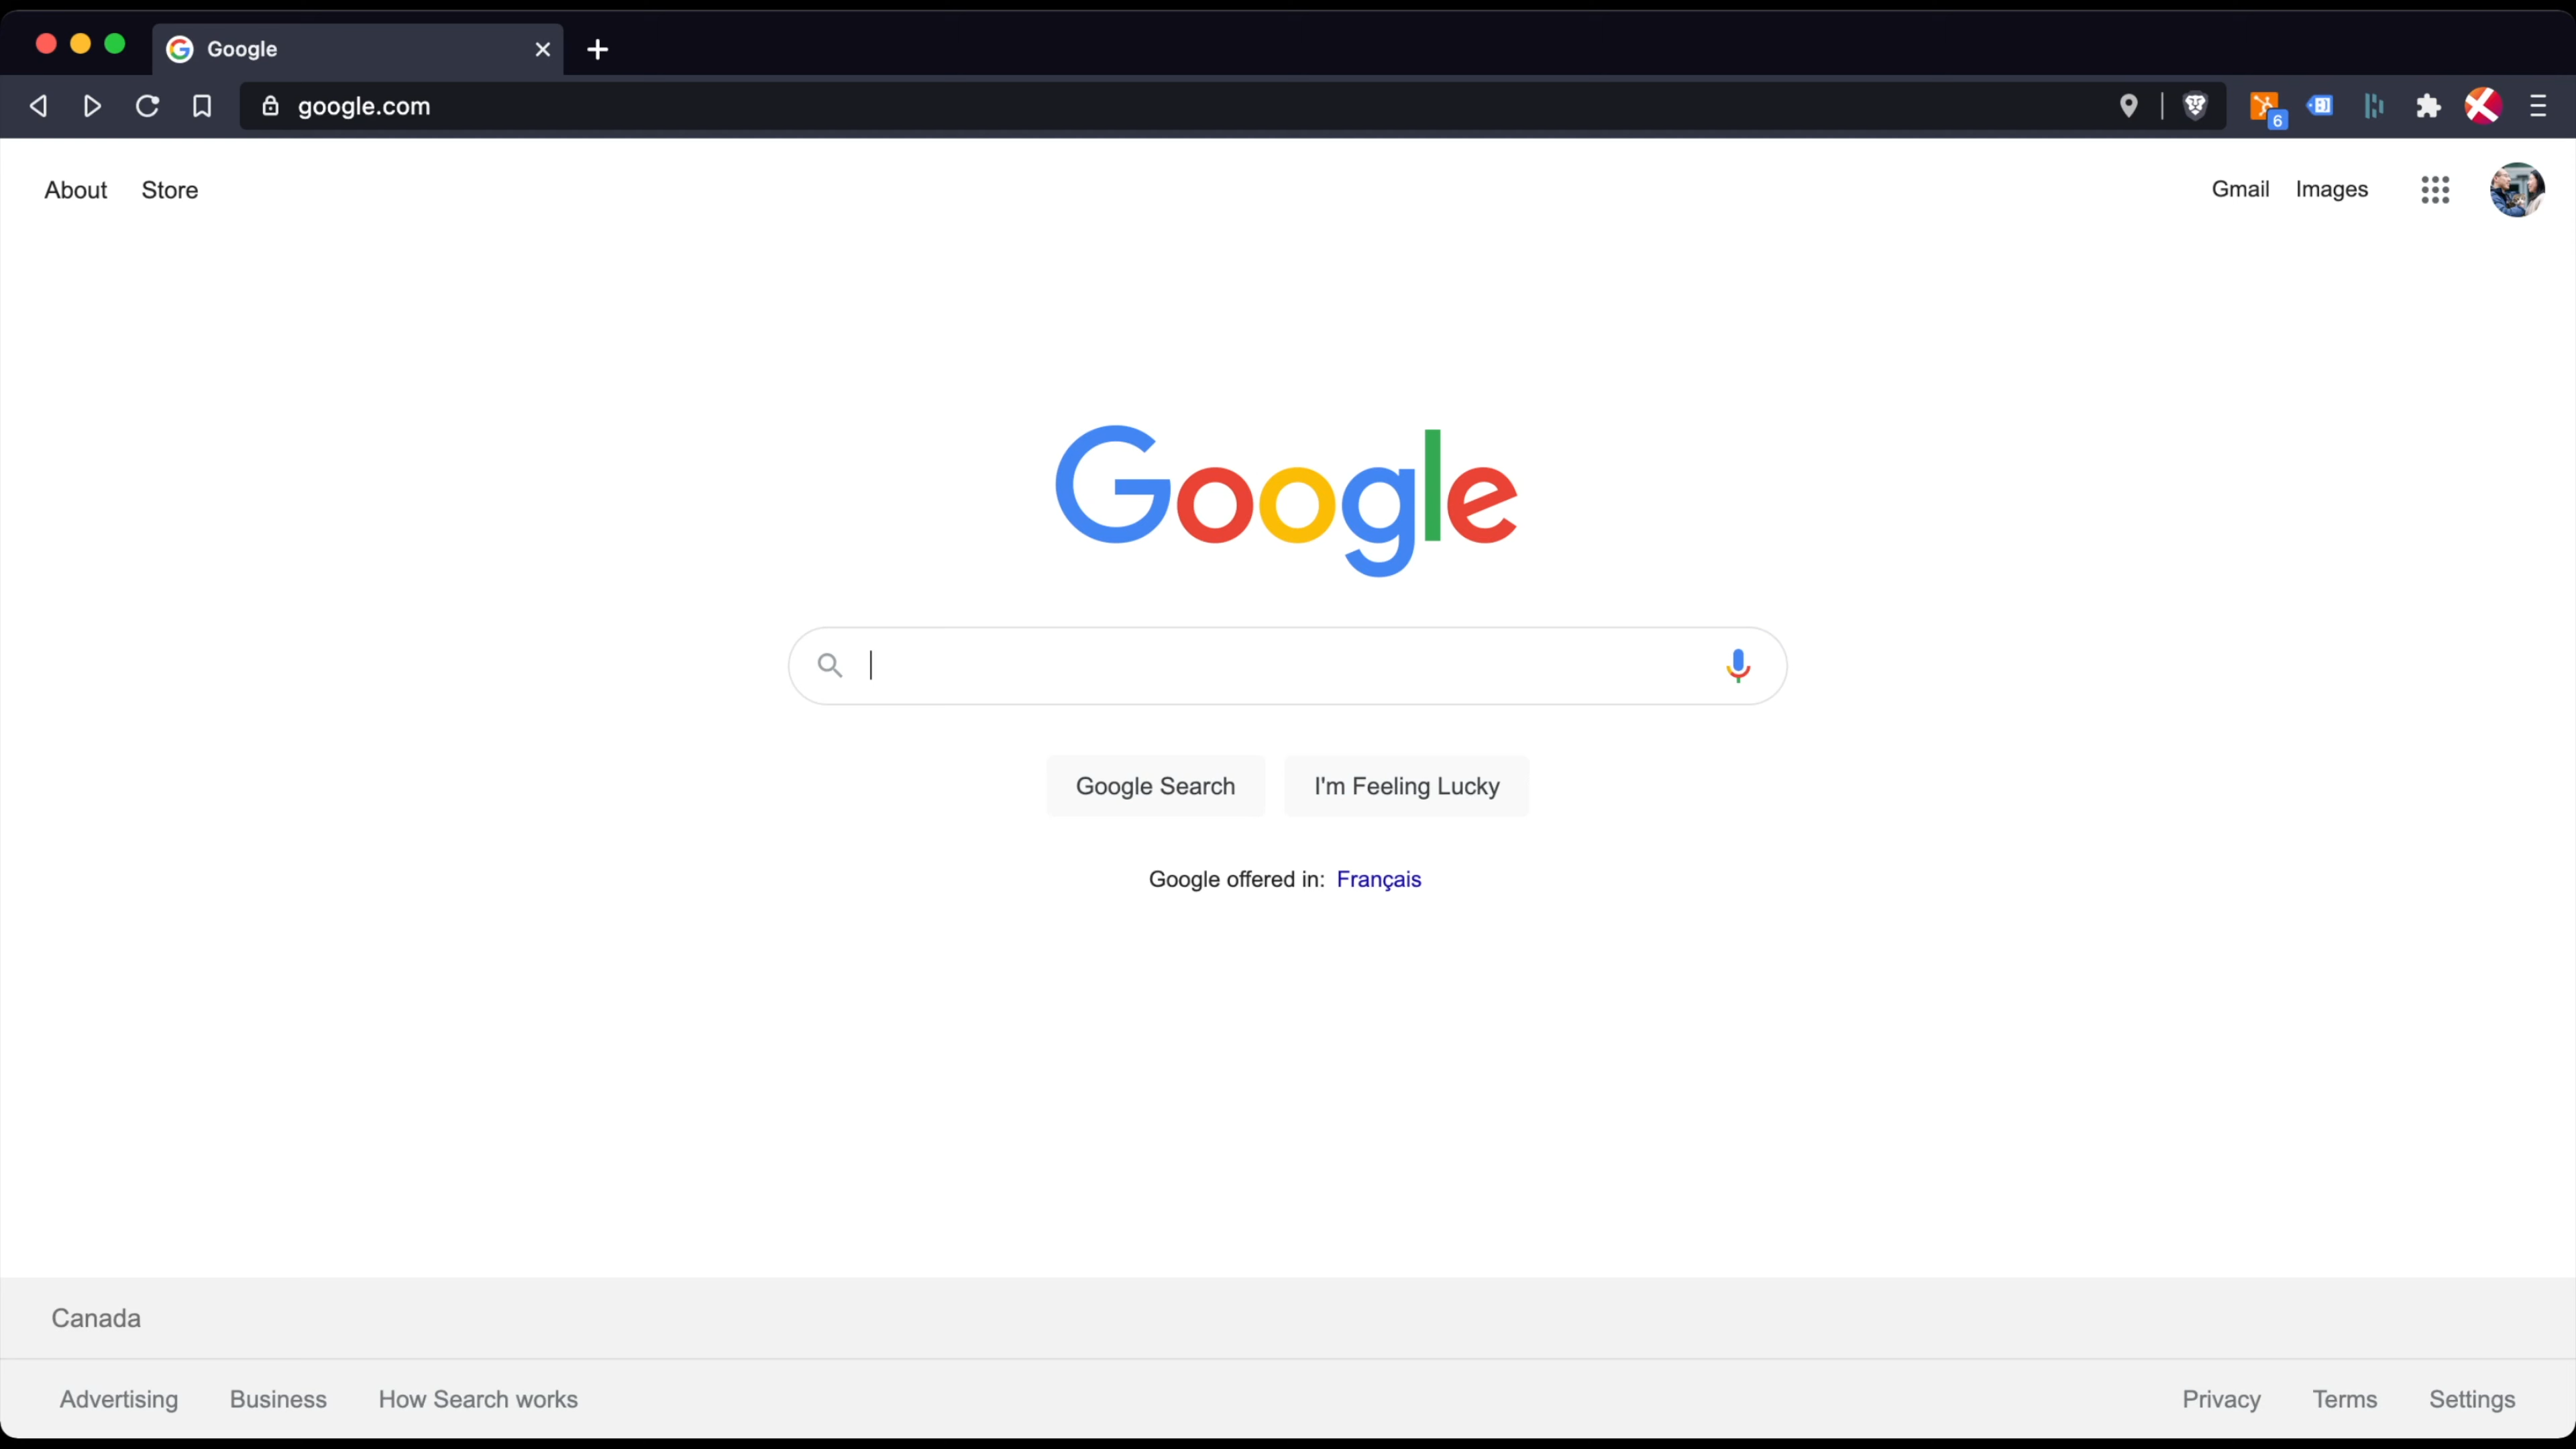 Google
google.com
6
About Store Gmail Images
Google
Google Search I'm Feeling Lucky
Google offered in: Français
Canada
Advertising Business How Search works Privacy Terms Settings